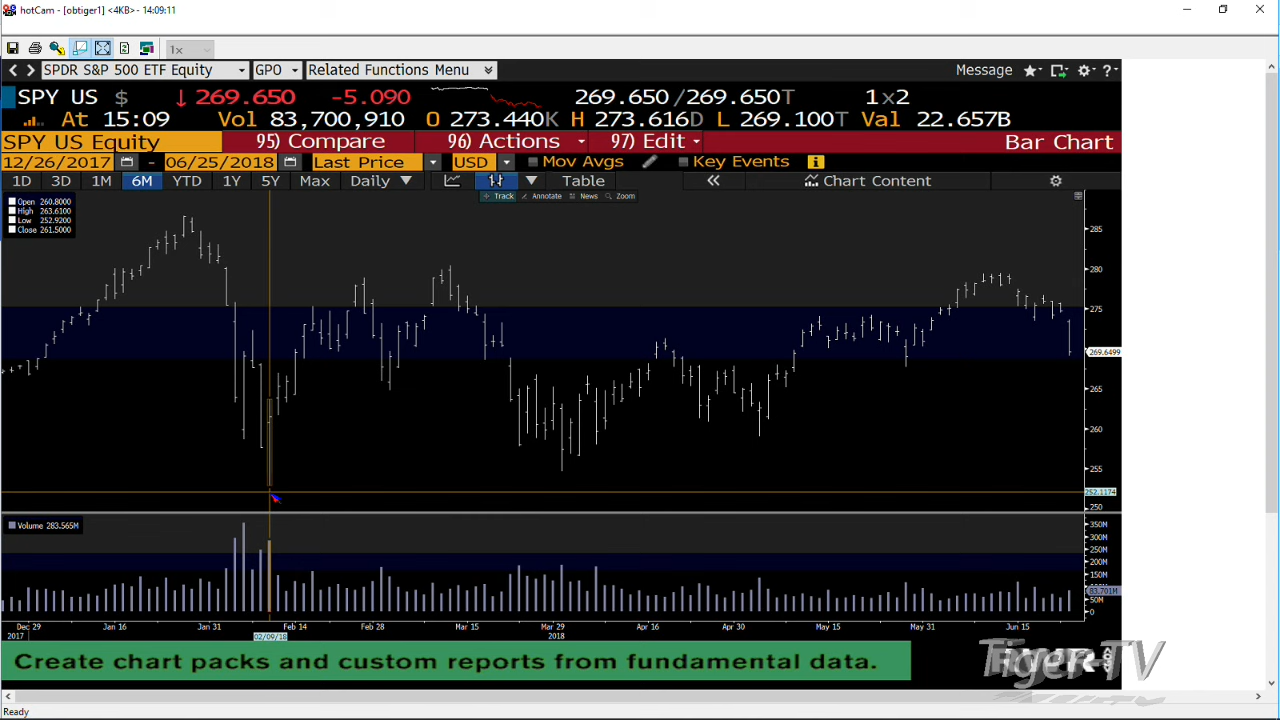 hotCam - [obtiger1] <4KB> - 14:09:11
1x
SPDR S&P 500 ETF Equity GPO Related Functions Menu Message
SPY US $ 269.650 -5.090 269.650/269.650T 1x2
At 15:09 Vol 83,700,910 O 273.440K H 273.616D L 269.100T Val 22.657B
SPY US Equity 95) Compare 96) Actions 97) Edit Bar Chart
12/26/2017 - 06/25/2018 Last Price USD Mov Avgs Key Events
1D 3D 1M 6M YTD 1Y 5Y Max Daily Table Chart Content
Track Annotate News Zoom
Open 260.8000
High 263.6100
Low 252.9200
Close 261.5000
285
280
275
269.6499
265
260
255
252.1174
250
Volume 283.565M
350M
300M
250M
200M
150M
83.701M
50M
0
Dec 29 Jan 16 Jan 31 Feb 14 Feb 28 Mar 15 Mar 29 Apr 16 Apr 30 May 15 May 31 Jun 15
2017 02/09/18 2018
Create chart packs and custom reports from fundamental data.
Tiger-TV
Ready